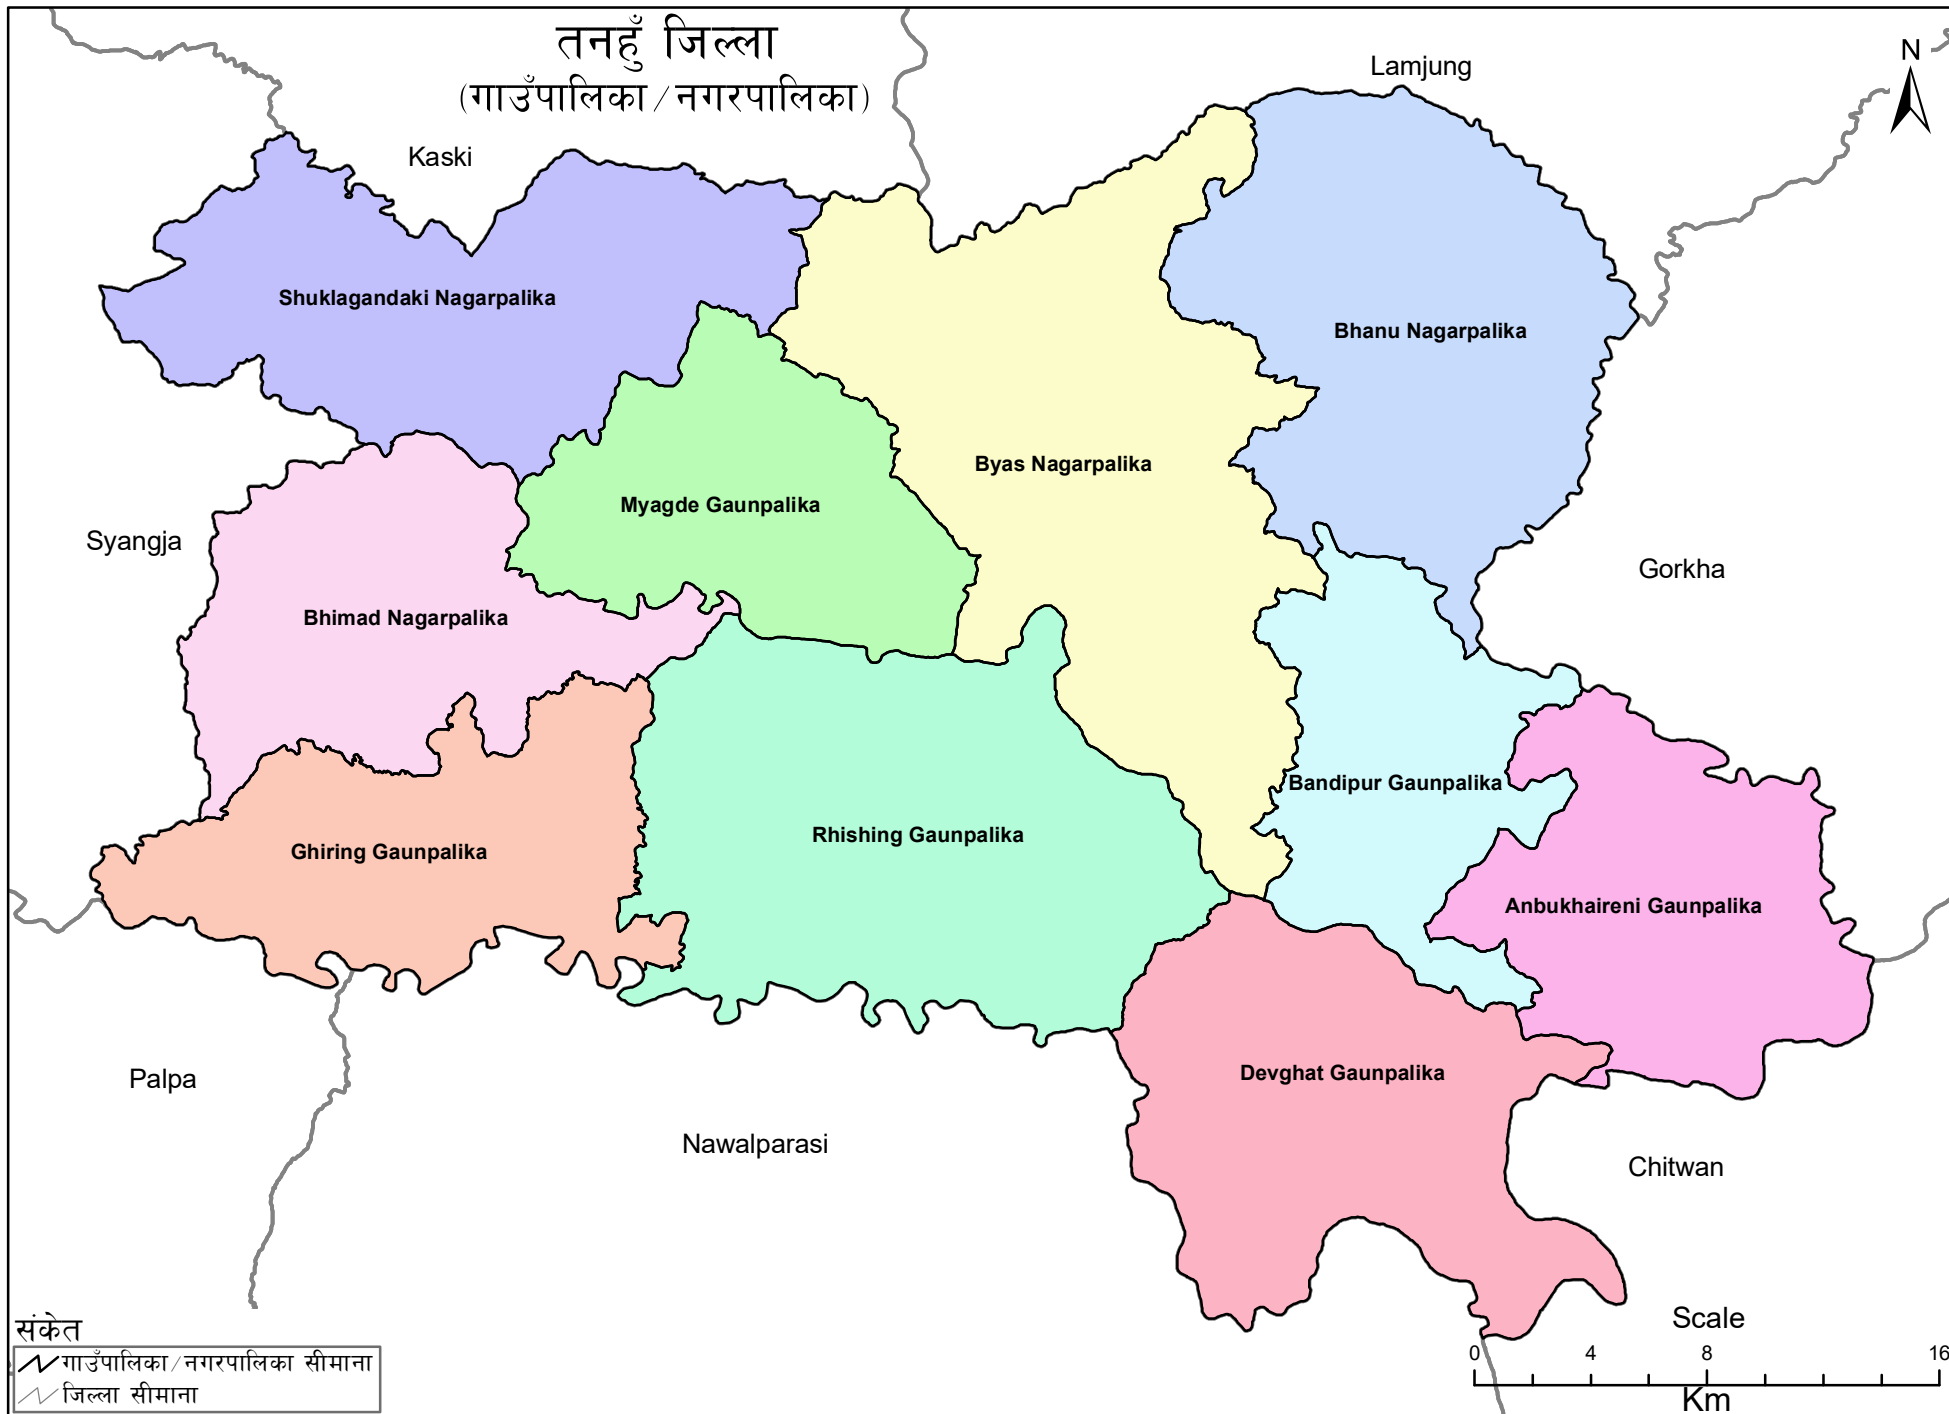 तनहुँ जिल्ला
(गाउँपालिका/नगरपालिका)
N
Lamjung
Kaski
Shuklagandaki Nagarpalika
Bhanu Nagarpalika
Byas Nagarpalika
Myagde Gaunpalika
Syangja
Gorkha
Bhimad Nagarpalika
Bandipur Gaunpalika
Rhishing Gaunpalika
Ghiring Gaunpalika
Anbukhaireni Gaunpalika
Devghat Gaunpalika
Palpa
Nawalparasi
Chitwan
संकेत
गाउँपालिका/नगरपालिका सीमाना
जिल्ला सीमाना
Scale
0 4 8 16
Km